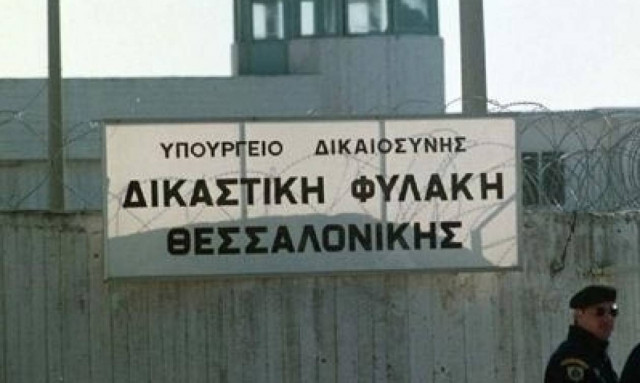 ΥΠΟΥΡΓΕΙΟ ΔΙΚΑΙΟΣΥΝΗΣ
ΔΙΚΑΣΤΙΚΗ ΦΥΛΑΚΗ
ΘΕΣΣΑΛΟΝΙΚΗΣ